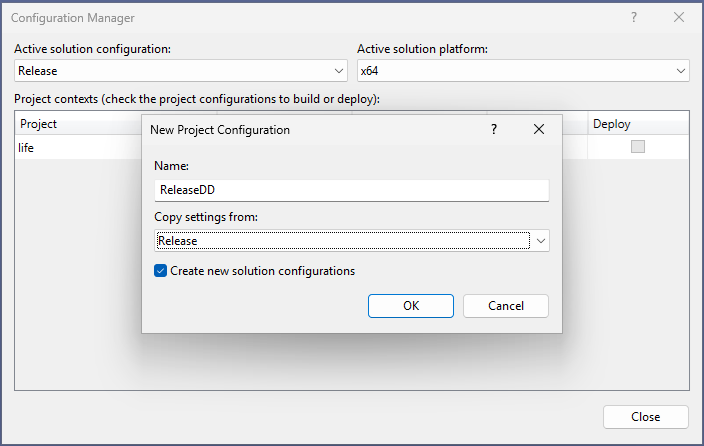 Configuration Manager
?
Active solution configuration:
Active solution platform:
Release
x64
Project contexts (check the project configurations to build or deploy):
Project
Deploy
life
New Project Configuration
?
Name:
ReleaseDD
Copy settings from:
Release
Create new solution configurations
OK
Cancel
Close